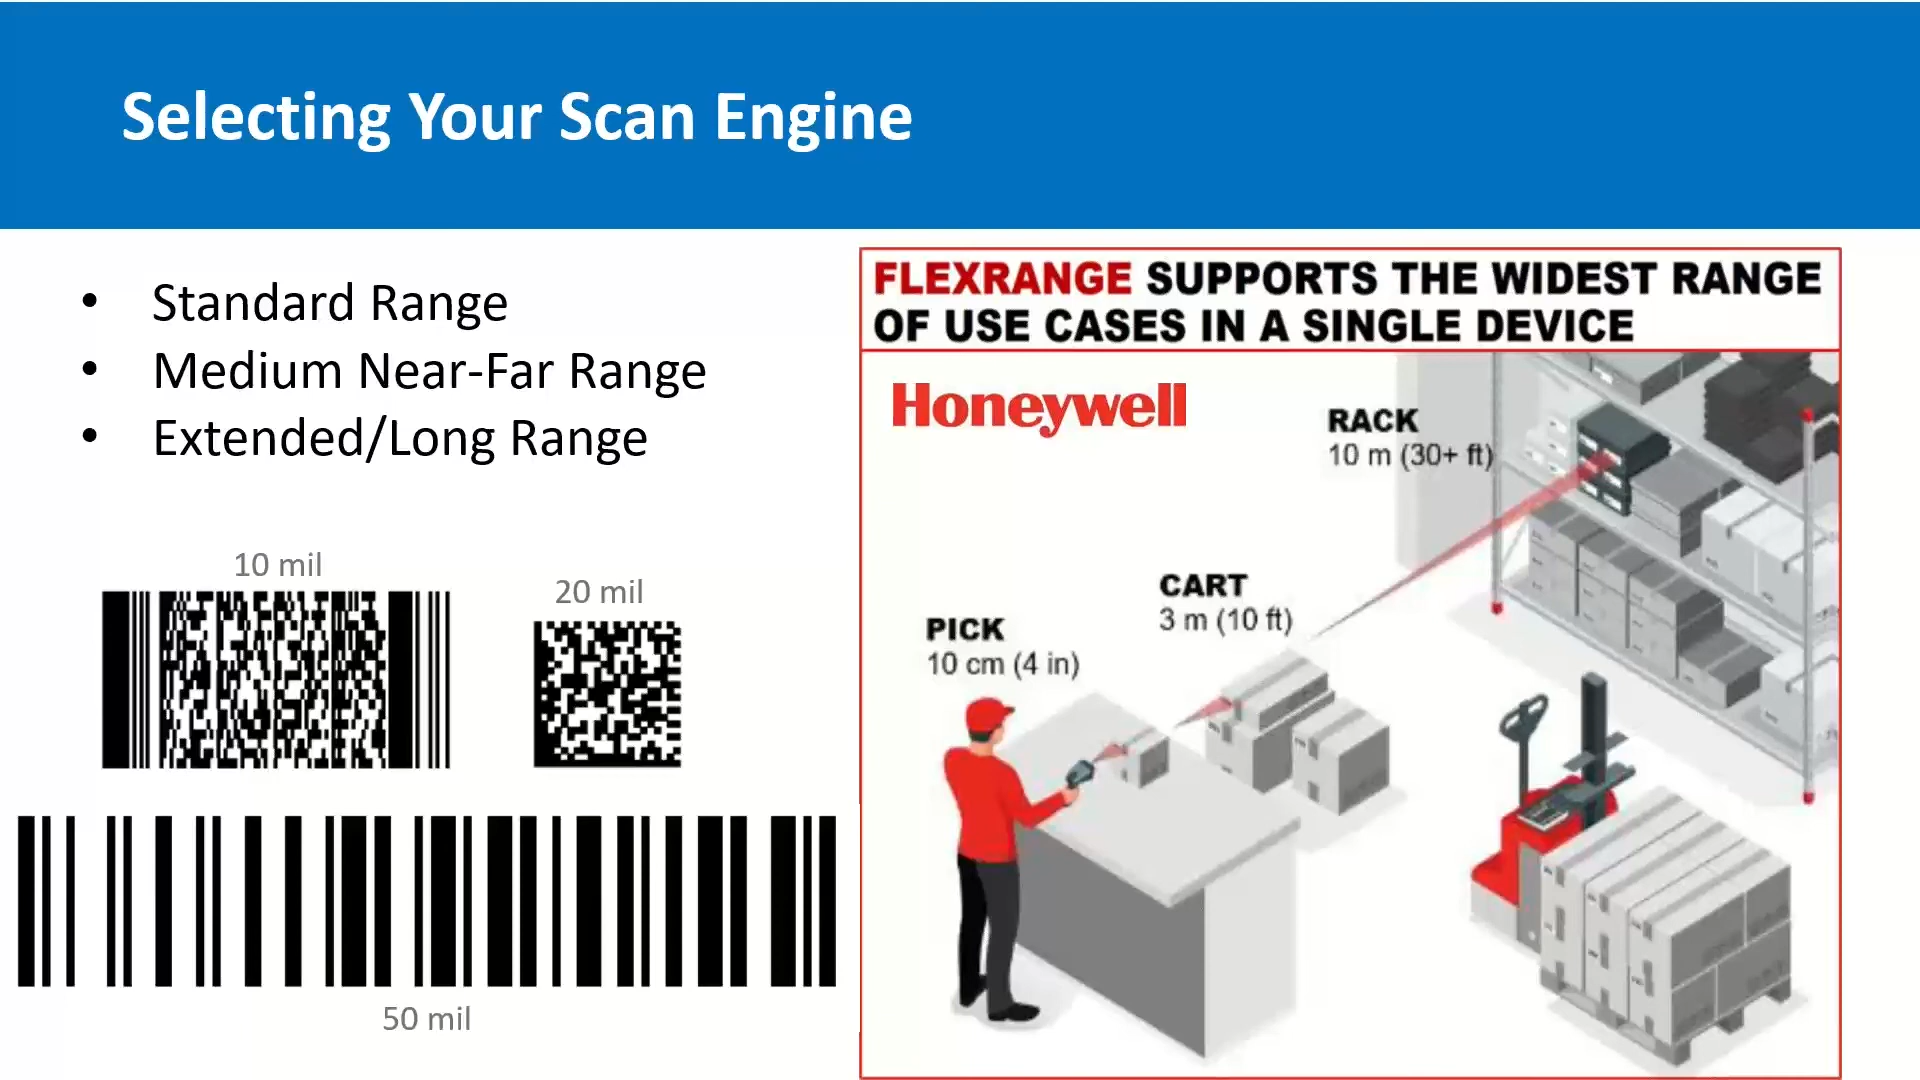 Selecting Your Scan Engine
• Standard Range
• Medium Near-Far Range
• Extended/Long Range
10 mil
20 mil
50 mil
FLEXRANGE SUPPORTS THE WIDEST RANGE
OF USE CASES IN A SINGLE DEVICE
Honeywell
RACK
10 m (30+ ft)
CART
3 m (10 ft)
PICK
10 cm (4 in)